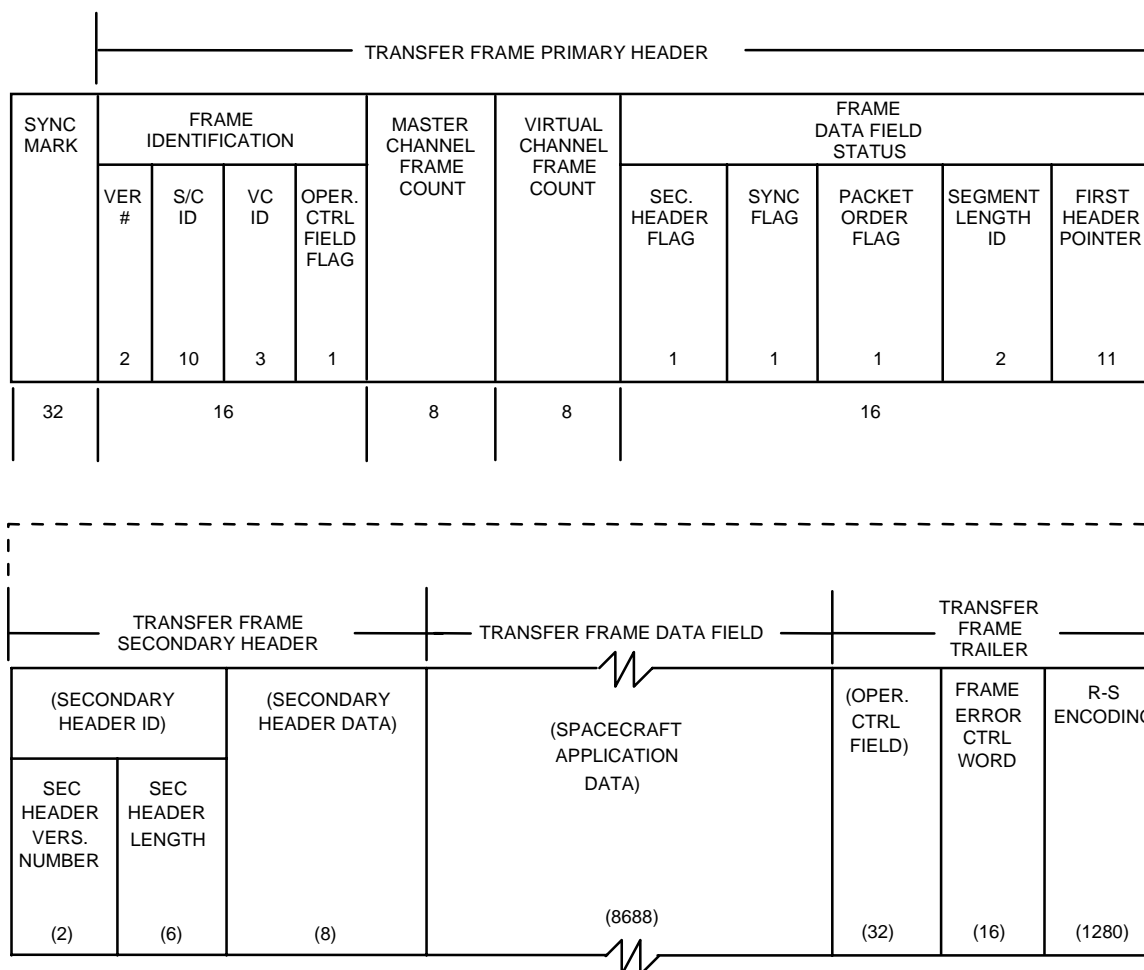 TRANSFER FRAME PRIMARY HEADER
SYNC
MARK
FRAME
IDENTIFICATION
MASTER
CHANNEL
FRAME
COUNT
VIRTUAL
CHANNEL
FRAME
COUNT
FRAME
DATA FIELD
STATUS
VER
#
S/C
ID
VC
ID
OPER.
CTRL
FIELD
FLAG
SEC.
HEADER
FLAG
SYNC
FLAG
PACKET
ORDER
FLAG
SEGMENT
LENGTH
ID
FIRST
HEADER
POINTER
2 10 3 1 1 1 1 2 11
32 16 8 8 16
TRANSFER FRAME
SECONDARY HEADER
TRANSFER FRAME DATA FIELD
TRANSFER
FRAME
TRAILER
(SECONDARY
HEADER ID)
(SECONDARY
HEADER DATA)
(SPACECRAFT
APPLICATION
DATA)
(OPER.
CTRL
FIELD)
FRAME
ERROR
CTRL
WORD
R-S
ENCODING
SEC
HEADER
VERS.
NUMBER
SEC
HEADER
LENGTH
(2) (6) (8) (8688) (32) (16) (1280)